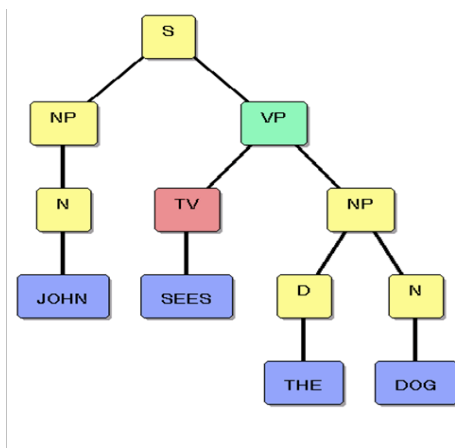 S
NP VP
N TV NP
JOHN SEES D N
THE DOG